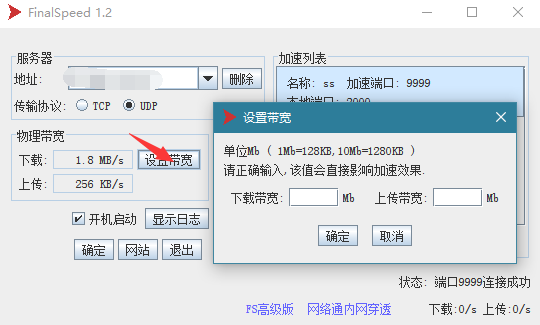 FinalSpeed 1.2
服务器
地址:
删除
传输协议: TCP UDP
物理带宽
下载: 1.8 MB/s 设置带宽
上传: 256 KB/s
开机启动 显示日志
确定 网站 退出
加速列表
名称: ss 加速端口: 9999
本地端口: 2000
设置带宽
单位Mb ( 1Mb=128KB,10Mb=1280KB )
请正确输入,该值会直接影响加速效果.
下载带宽: Mb 上传带宽: Mb
确定 取消
状态: 端口9999连接成功
FS高级版 网络通内网穿透 下载:0/s 上传:0/s